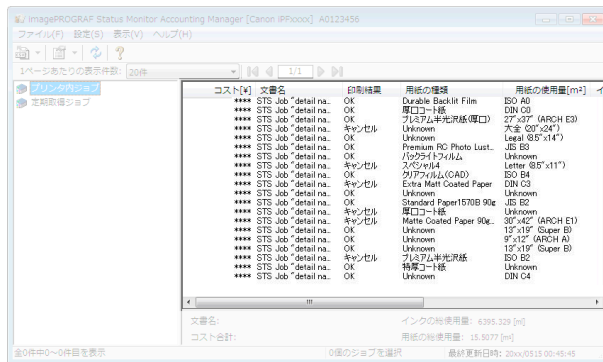 imagePROGRAF Status Monitor Accounting Manager [Canon iPFxxxx] A0123456
ファイル(F) 設定(S) 表示(V) ヘルプ(H)
1ページあたりの表示件数: 20件 1/1
プリンタ内ジョブ
定期取得ジョブ
コスト[¥] 文書名 印刷結果 用紙の種類 用紙の使用量[m²] イ
**** STS Job "detail na... OK Durable Backlit Film ISO A0
**** STS Job "detail na... OK 厚口コート紙 DIN C0
**** STS Job "detail na... OK プレミアム半光沢紙(厚口) 27"x37" (ARCH E3)
**** STS Job "detail na... キャンセル Unknown 大全 (20"x24")
**** STS Job "detail na... OK Unknown Legal (8.5"x14")
**** STS Job "detail na... OK Premium RC Photo Lust... JIS B3
**** STS Job "detail na... OK バックライトフィルム Unknown
**** STS Job "detail na... キャンセル スペシャル4 Letter (8.5"x11")
**** STS Job "detail na... OK クリアフィルム(CAD) ISO B4
**** STS Job "detail na... キャンセル Extra Matt Coated Paper DIN C3
**** STS Job "detail na... OK Unknown Unknown
**** STS Job "detail na... OK Standard Paper1570B 90g JIS B2
**** STS Job "detail na... キャンセル 厚口コート紙 Unknown
**** STS Job "detail na... キャンセル Matte Coated Paper 90g... 30"x42" (ARCH E1)
**** STS Job "detail na... OK Unknown 13"x19" (Super B)
**** STS Job "detail na... OK Unknown 9"x12" (ARCH A)
**** STS Job "detail na... OK Unknown 13"x19" (Super B)
**** STS Job "detail na... キャンセル プレミアム半光沢紙 ISO B2
**** STS Job "detail na... OK 特厚コート紙 Unknown
**** STS Job "detail na... OK Unknown DIN C4
文書名: インクの総使用量: 6395.329 [ml]
コスト合計: 用紙の総使用量: 15.5077 [m²]
全0件中0～0件目を表示 0個のジョブを選択 最終更新日時: 20xx/0515 00:45:45